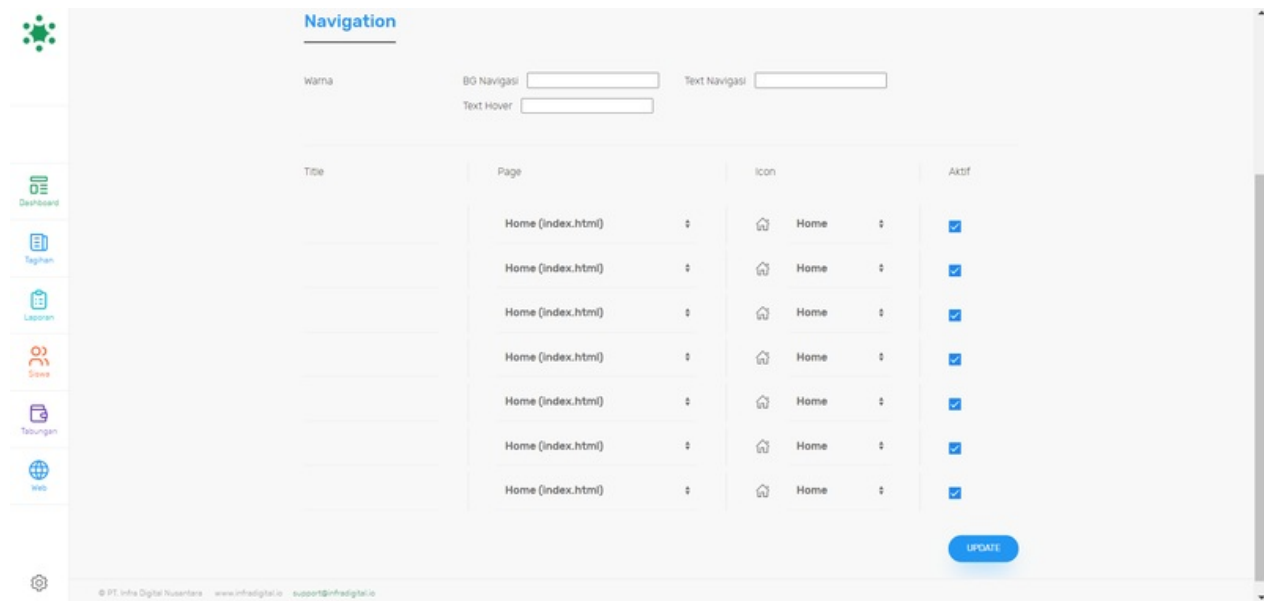 Navigation
Warna BG Navigasi Text Navigasi
Text Hover
Title Page Icon Aktif
Home (index.html) Home
Home (index.html) Home
Home (index.html) Home
Home (index.html) Home
Home (index.html) Home
Home (index.html) Home
Home (index.html) Home
UPDATE
Dashboard
Tagihan
Laporan
Siswa
Tabungan
Web
© PT. Infra Digital Nusantara www.infradigital.io support@infradigital.io